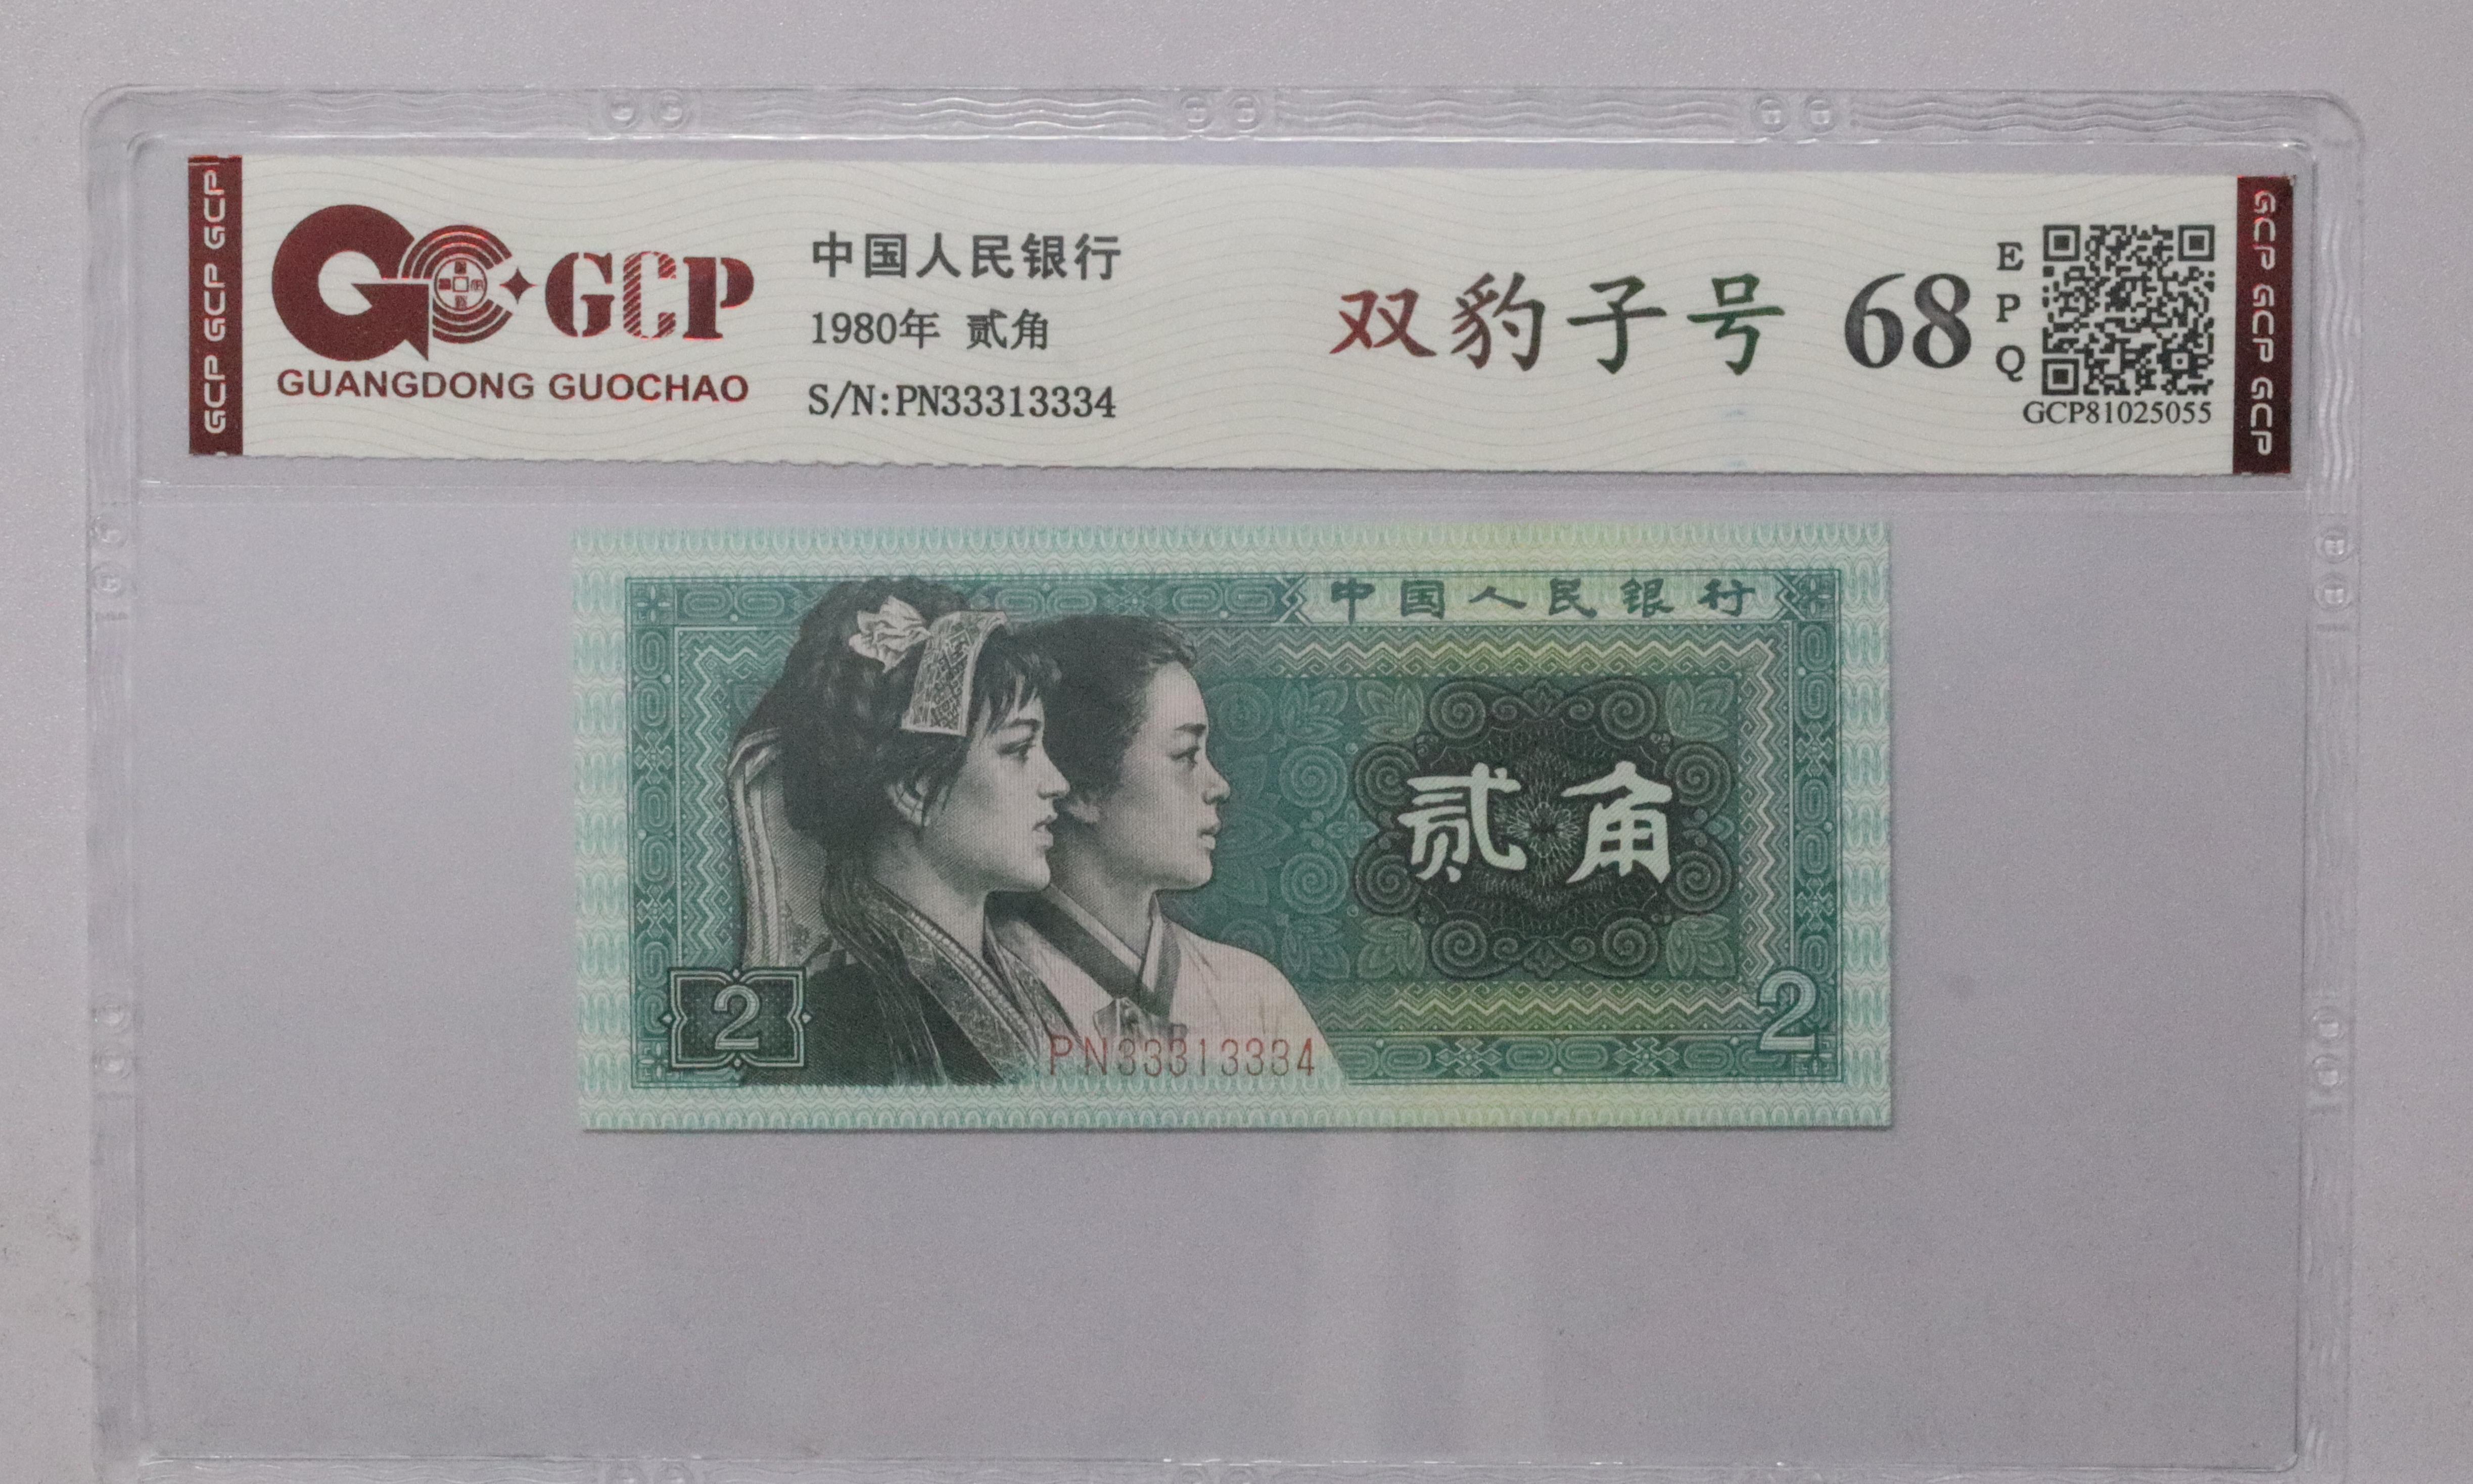 GCP GCP GCP
GCP
GUANGDONG GUOCHAO
中国人民银行
1980年 贰角
S/N:PN33313334
双豹子号 68
EPQ
GCP81025055
GCP GCP GCP
中国人民银行
贰角
2
PN33313334
2